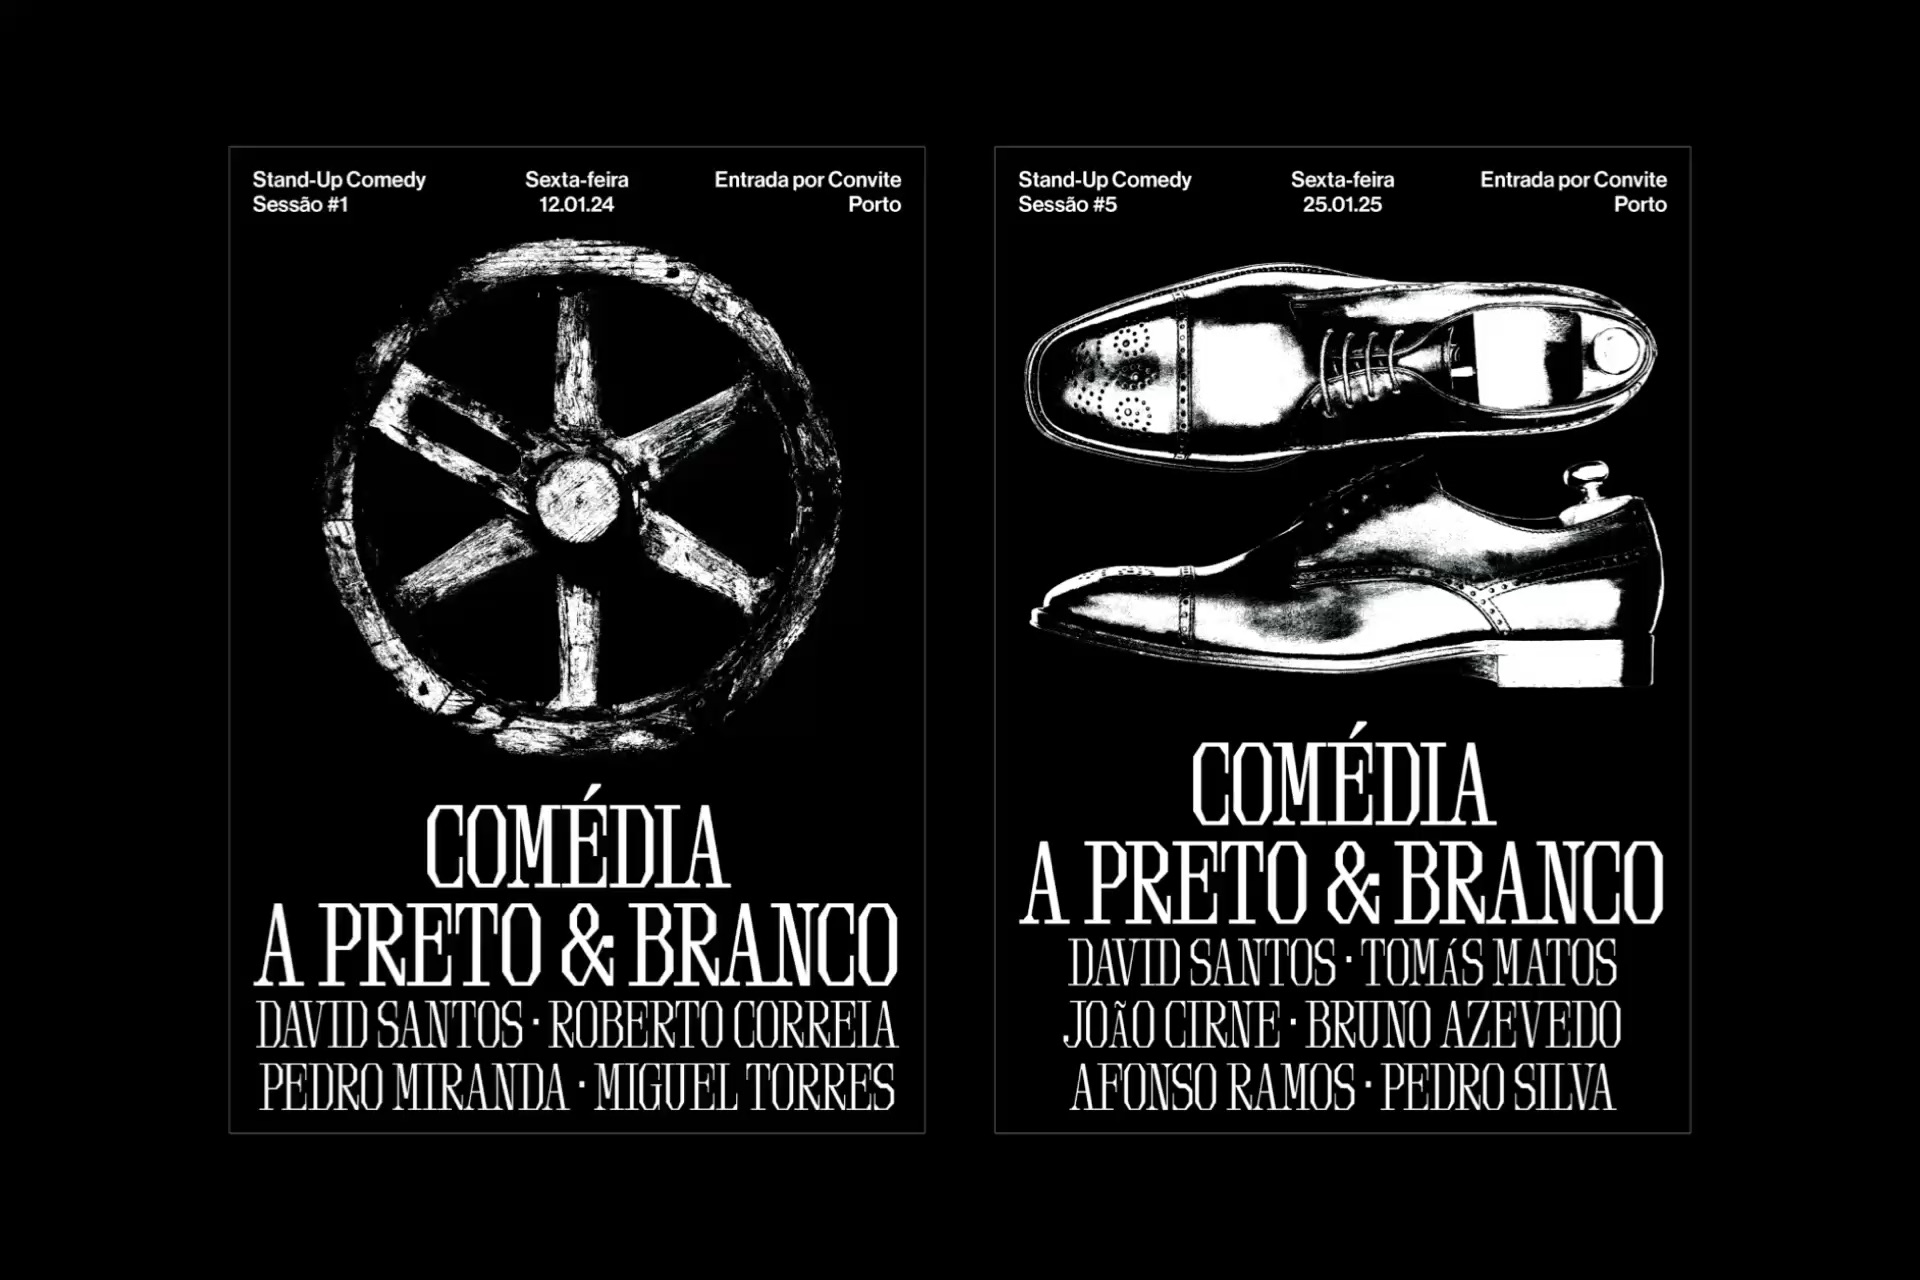 Stand-Up Comedy
Sessão #1
Sexta-feira
12.01.24
Entrada por Convite
Porto
COMÉDIA
A PRETO & BRANCO
DAVID SANTOS · ROBERTO CORREIA
PEDRO MIRANDA · MIGUEL TORRES
Stand-Up Comedy
Sessão #5
Sexta-feira
25.01.25
Entrada por Convite
Porto
COMÉDIA
A PRETO & BRANCO
DAVID SANTOS · TOMáS MATOS
JOãO CIRNE · BRUNO AZEVEDO
AFONSO RAMOS · PEDRO SILVA